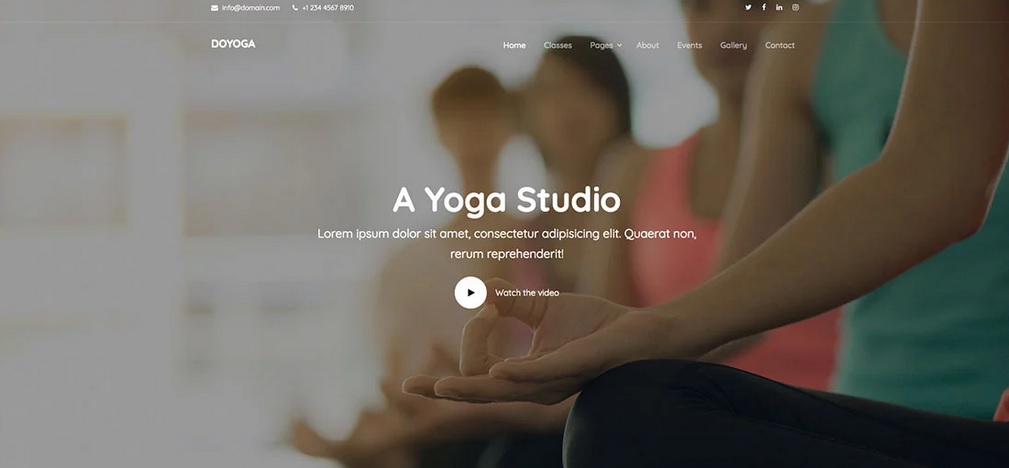 info@domain.com +1 234 4567 8910
DOYOGA
Home Classes Pages About Events Gallery Contact
A Yoga Studio
Lorem ipsum dolor sit amet, consectetur adipisicing elit. Quaerat non,
rerum reprehenderit!
Watch the video